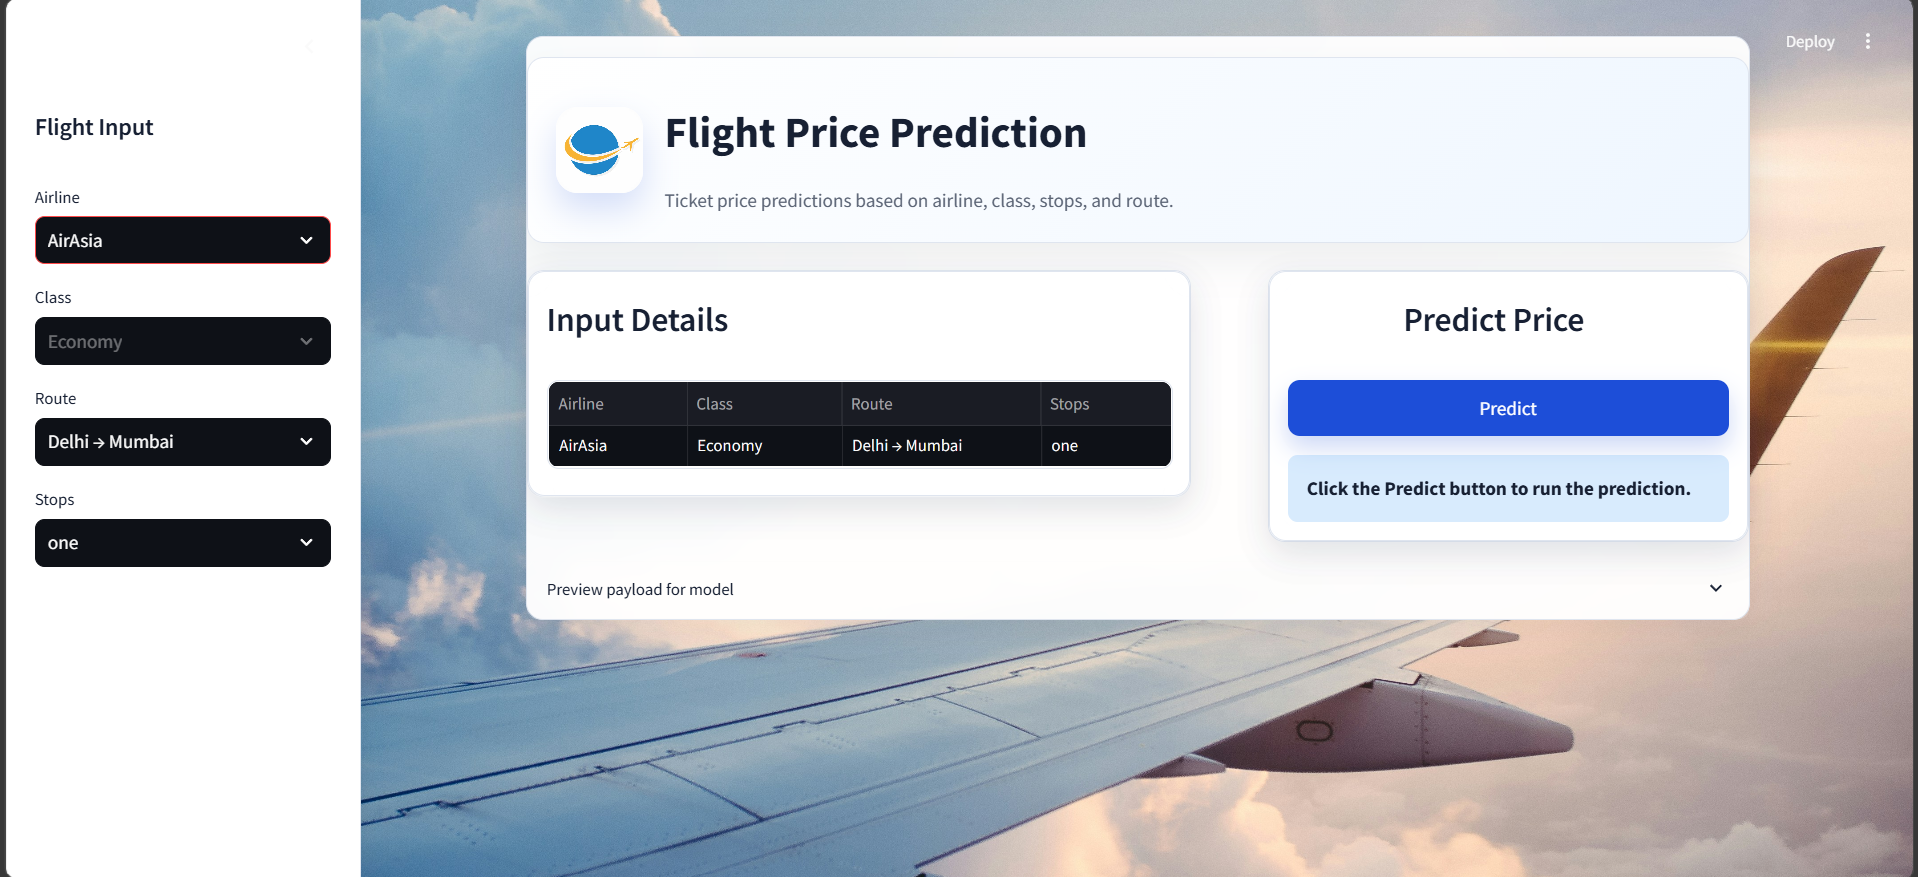 Deploy
Flight Input
Airline
AirAsia
Class
Economy
Route
Delhi → Mumbai
Stops
one
Flight Price Prediction
Ticket price predictions based on airline, class, stops, and route.
Input Details
Airline Class Route Stops
AirAsia Economy Delhi → Mumbai one
Predict Price
Predict
Click the Predict button to run the prediction.
Preview payload for model